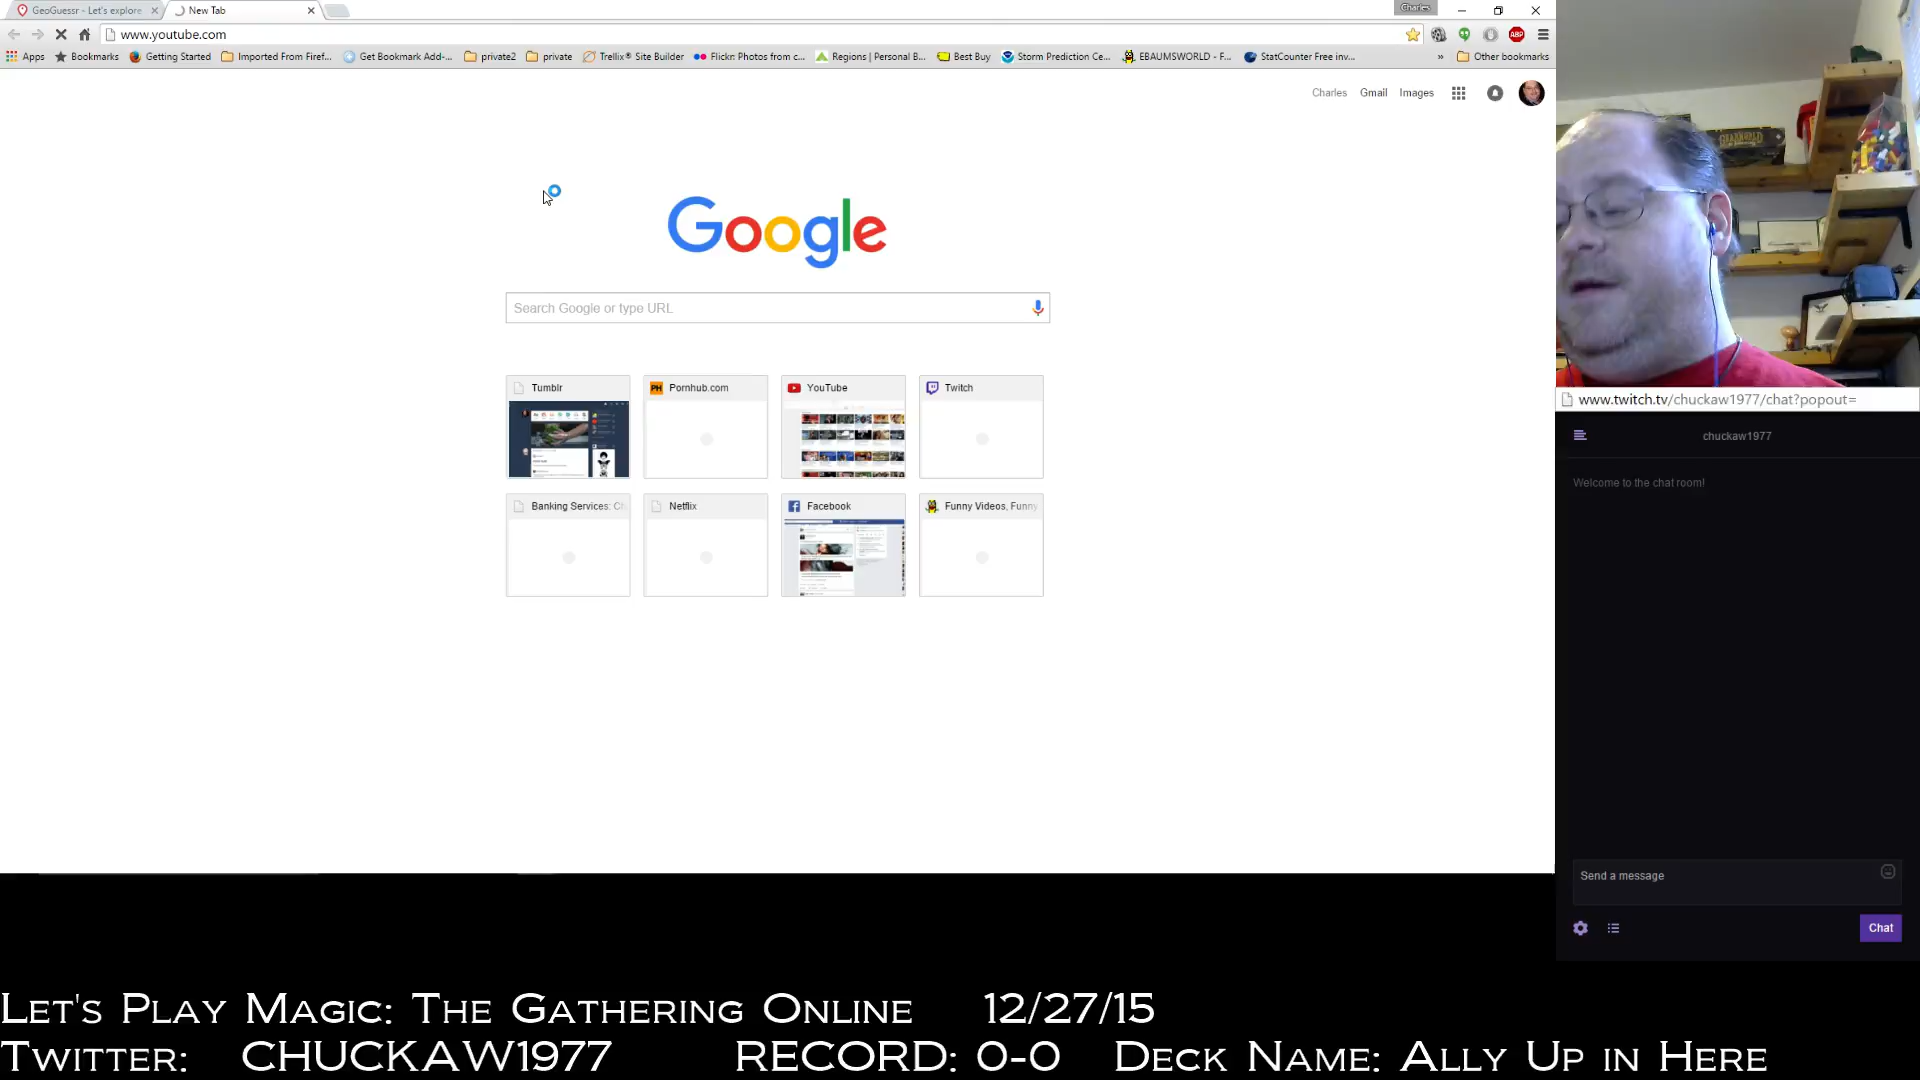 GeoGuessr - Let's explore
New Tab
Charles
www.youtube.com
Apps
Bookmarks
Getting Started
Imported From Firef...
Get Bookmark Add-...
private2
private
Trellix® Site Builder
Flickr: Photos from c...
Regions | Personal B...
Best Buy
Storm Prediction Ce...
EBAUMSWORLD - F...
StatCounter Free inv...
»
Other bookmarks
ABP
Charles
Gmail
Images
Google
Search Google or type URL
Tumblr
PH Pornhub.com
YouTube
Twitch
Banking Services: Ch
Netflix
Facebook
Funny Videos, Funny
www.twitch.tv/chuckaw1977/chat?popout=
chuckaw1977
Welcome to the chat room!
Send a message
Chat
Let's Play Magic: The Gathering Online 12/27/15
Twitter: CHUCKAW1977 RECORD: 0-0 Deck Name: Ally Up in Here